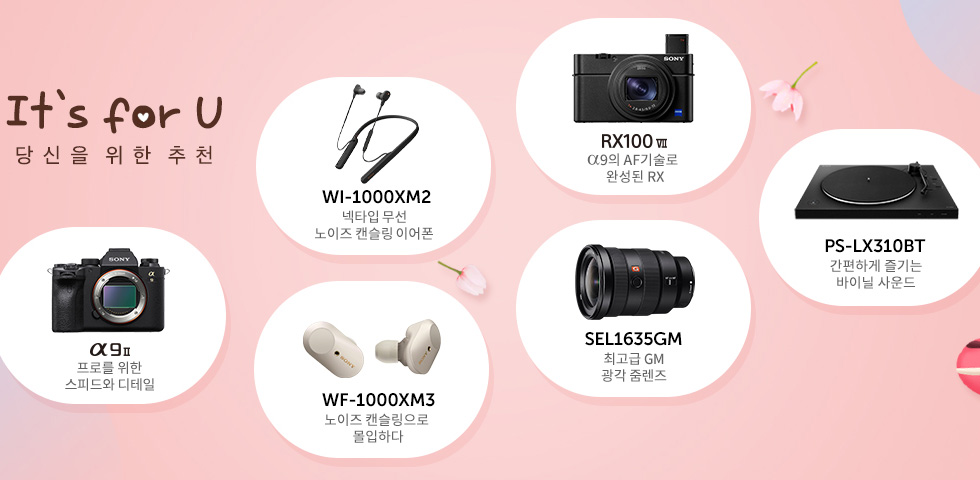 It's for U
당신을 위한 추천
SONY
α9II
프로를 위한
스피드와 디테일
WI-1000XM2
넥타입 무선
노이즈 캔슬링 이어폰
SONY
WF-1000XM3
노이즈 캔슬링으로
몰입하다
SONY
RX100 VII
α9의 AF기술로
완성된 RX
SEL1635GM
최고급 GM
광각 줌렌즈
PS-LX310BT
간편하게 즐기는
바이닐 사운드